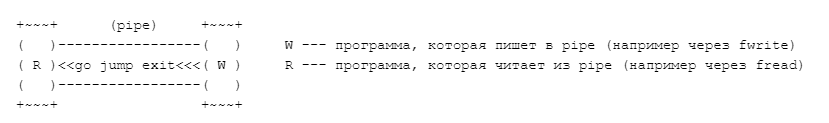 +~~~+      (pipe)      +~~~+
(   )------------------(   )     W --- программа, которая пишет в pipe (например через fwrite)
( R )<<go jump exit<<<( W )     R --- программа, которая читает из pipe (например через fread)
(   )------------------(   )
+~~~+                  +~~~+